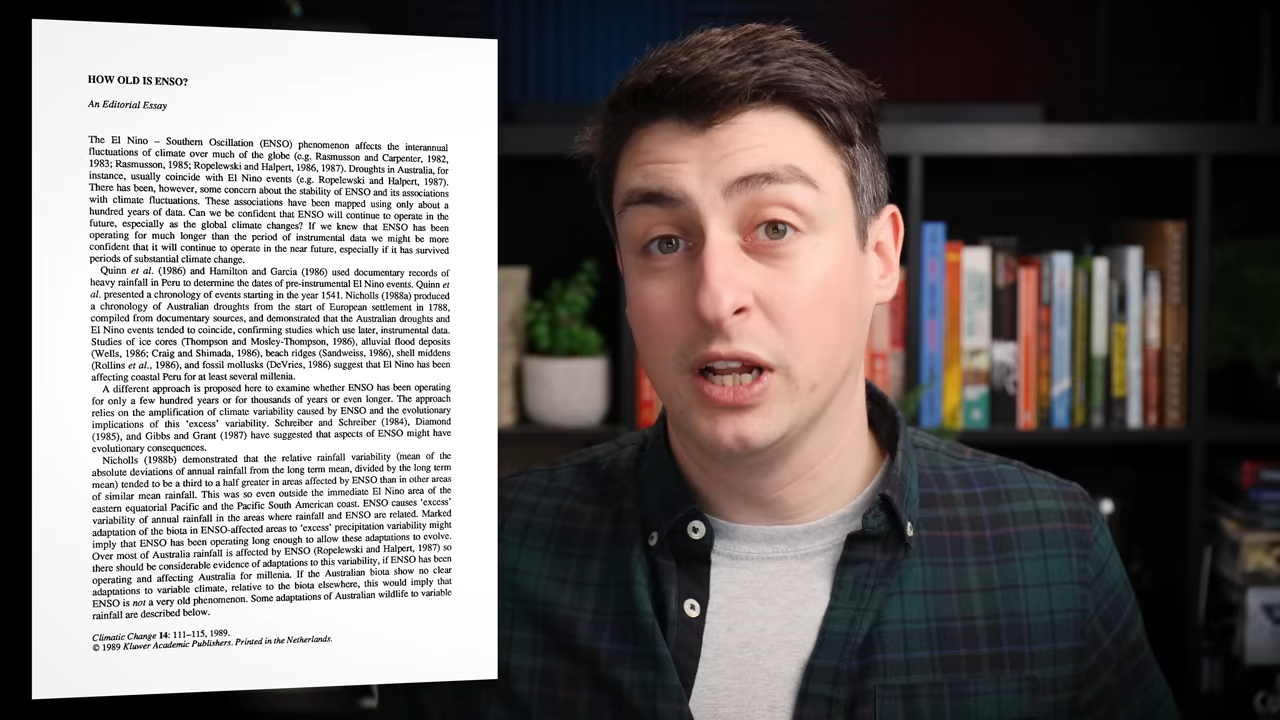 HOW OLD IS ENSO?
An Editorial Essay
The El Nino – Southern Oscillation (ENSO) phenomenon affects the interannual
fluctuations of climate over much of the globe (e.g. Rasmusson and Carpenter, 1982,
1983; Rasmusson, 1985; Ropelewski and Halpert, 1986, 1987). Droughts in Australia, for
instance, usually coincide with El Nino events (e.g. Ropelewski and Halpert, 1987).
There has been, however, some concern about the stability of ENSO and its associations
with climate fluctuations. These associations have been mapped using only about a
hundred years of data. Can we be confident that ENSO will continue to operate in the
future, especially as the global climate changes? If we knew that ENSO has been
operating for much longer than the period of instrumental data we might be more
confident that it will continue to operate in the near future, especially if it has survived
periods of substantial climate change.
Quinn et al. (1986) and Hamilton and Garcia (1986) used documentary records of
heavy rainfall in Peru to determine the dates of pre-instrumental El Nino events. Quinn et
al. presented a chronology of events starting in the year 1541. Nicholls (1988a) produced
a chronology of Australian droughts from the start of European settlement in 1788,
compiled from documentary sources, and demonstrated that the Australian droughts and
El Nino events tended to coincide, confirming studies which use later, instrumental data.
Studies of ice cores (Thompson and Mosley-Thompson, 1986), alluvial flood deposits
(Wells, 1986; Craig and Shimada, 1986), beach ridges (Sandweiss, 1986), shell middens
(Rollins et al., 1986), and fossil mollusks (DeVries, 1986) suggest that El Nino has been
affecting coastal Peru for at least several millenia.
A different approach is proposed here to examine whether ENSO has been operating
for only a few hundred years or for thousands of years or even longer. The approach
relies on the amplification of climate variability caused by ENSO and the evolutionary
implications of this 'excess' variability. Schreiber and Schreiber (1984), Diamond
(1985), and Gibbs and Grant (1987) have suggested that aspects of ENSO might have
evolutionary consequences.
Nicholls (1988b) demonstrated that the relative rainfall variability (mean of the
absolute deviations of annual rainfall from the long term mean, divided by the long term
mean) tended to be a third to a half greater in areas affected by ENSO than in other areas
of similar mean rainfall. This was so even outside the immediate El Nino area of the
eastern equatorial Pacific and the Pacific South American coast. ENSO causes 'excess'
variability of annual rainfall in the areas where rainfall and ENSO are related. Marked
adaptation of the biota in ENSO-affected areas to 'excess' precipitation variability might
imply that ENSO has been operating long enough to allow these adaptations to evolve.
Over most of Australia rainfall is affected by ENSO (Ropelewski and Halpert, 1987) so
there should be considerable evidence of adaptations to this variability, if ENSO has been
operating and affecting Australia for millenia. If the Australian biota show no clear
adaptations to variable climate, relative to the biota elsewhere, this would imply that
ENSO is not a very old phenomenon. Some adaptations of Australian wildlife to variable
rainfall are described below.
Climatic Change 14: 111–115, 1989.
© 1989 Kluwer Academic Publishers. Printed in the Netherlands.